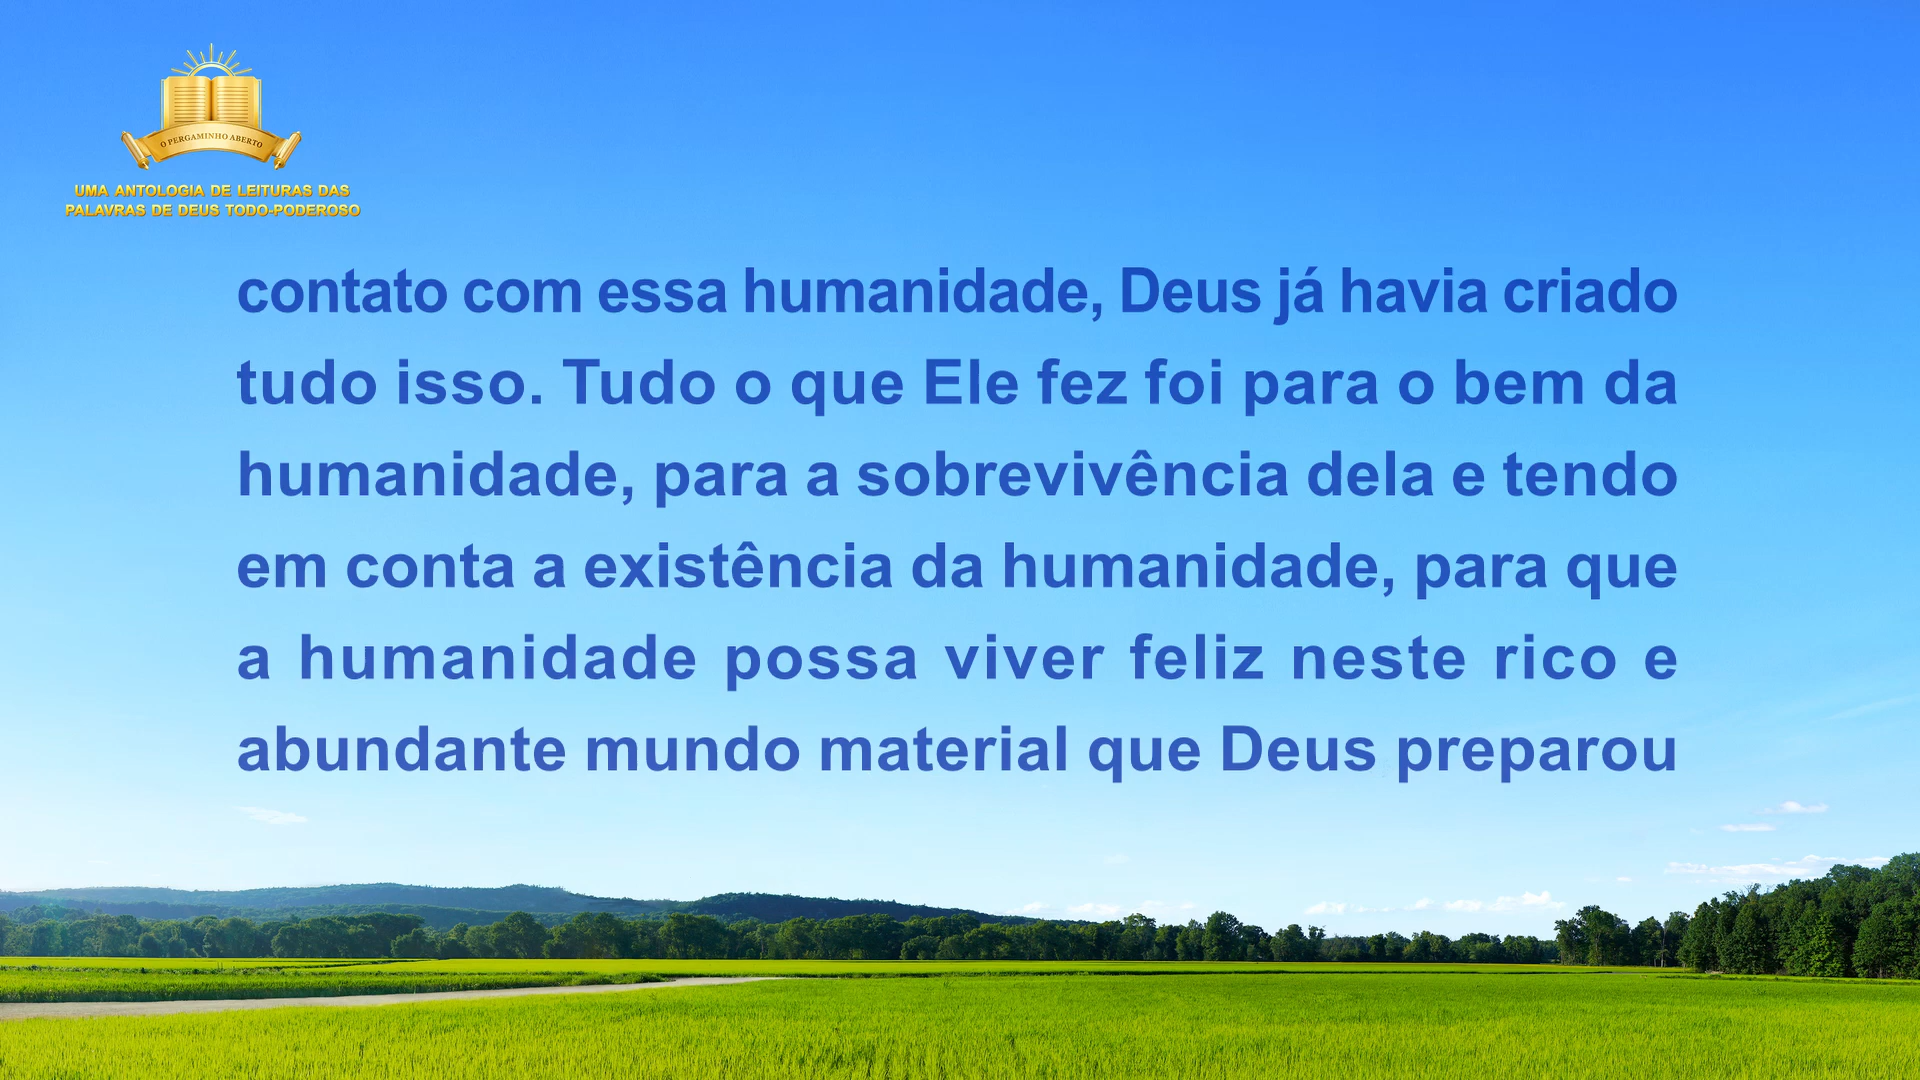 O PERGAMINHO ABERTO
UMA ANTOLOGIA DE LEITURAS DAS
PALAVRAS DE DEUS TODO-PODEROSO
contato com essa humanidade, Deus já havia criado
tudo isso. Tudo o que Ele fez foi para o bem da
humanidade, para a sobrevivência dela e tendo
em conta a existência da humanidade, para que
a humanidade possa viver feliz neste rico e
abundante mundo material que Deus preparou